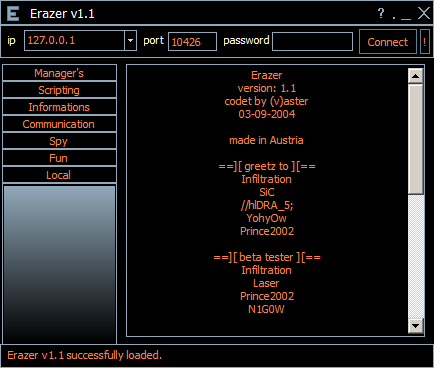 E Erazer v1.1 ? . _ X
ip 127.0.0.1 port 10426 password Connect !
Manager's
Scripting
Informations
Communication
Spy
Fun
Local
Erazer
version: 1.1
codet by (v)aster
03-09-2004
made in Austria
==][ greetz to ][==
Infiltration
SiC
//hlDRA_5;
YohyOw
Prince2002
==][ beta tester ][==
Infiltration
Laser
Prince2002
N1G0W
Erazer v1.1 successfully loaded.